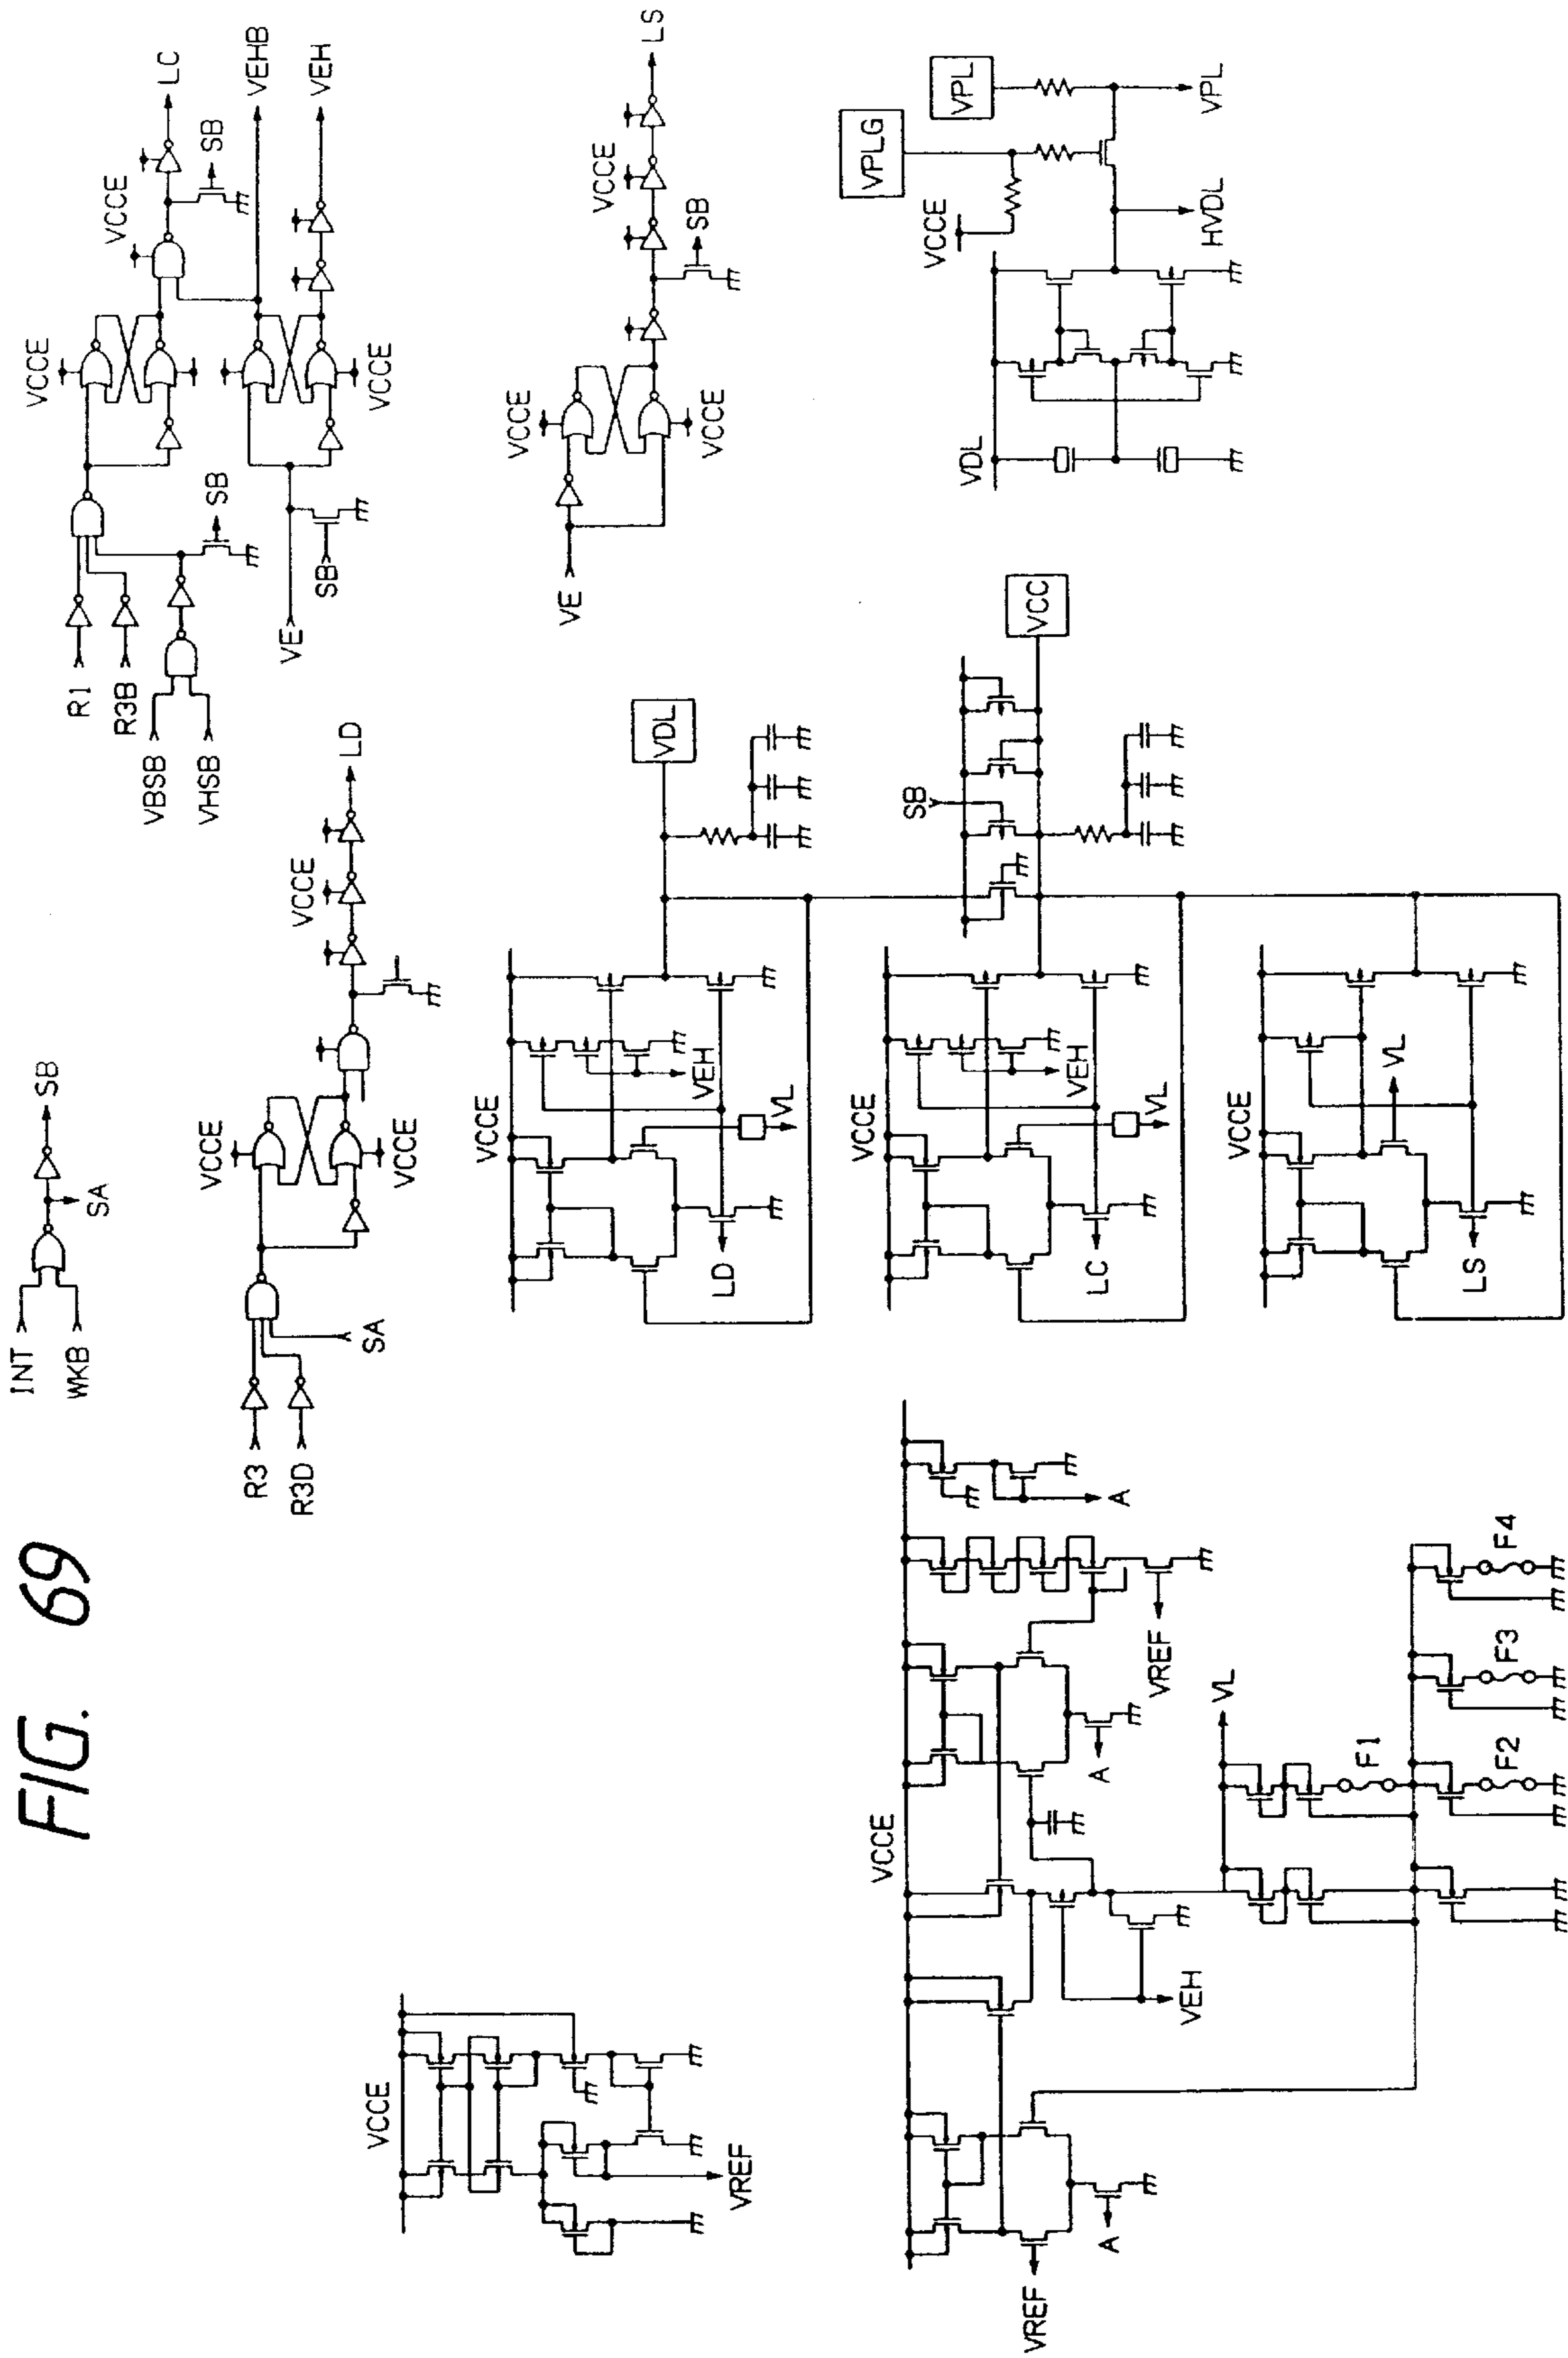 FIG. 69
INT
WKB
SA
SB
R3
R3D
SA
VCCE
VCCE
VCCE
LD
R1
R3B
VBSB
VHSB
SB
VCCE
VCCE
LC
SB
VE
SB
VCCE
VEHB
VEH
VE
VCCE
VCCE
VCCE
SB
LS
VCCE
VREF
VCCE
VEH
VL
LD
VDL
VCCE
VEH
VL
LC
SB
VCC
VCCE
VL
LS
VDL
VCCE
VPLG
VPL
HVDL
VPL
VCCE
VREF
A
VEH
A
VREF
A
VL
F1
F2
F3
F4